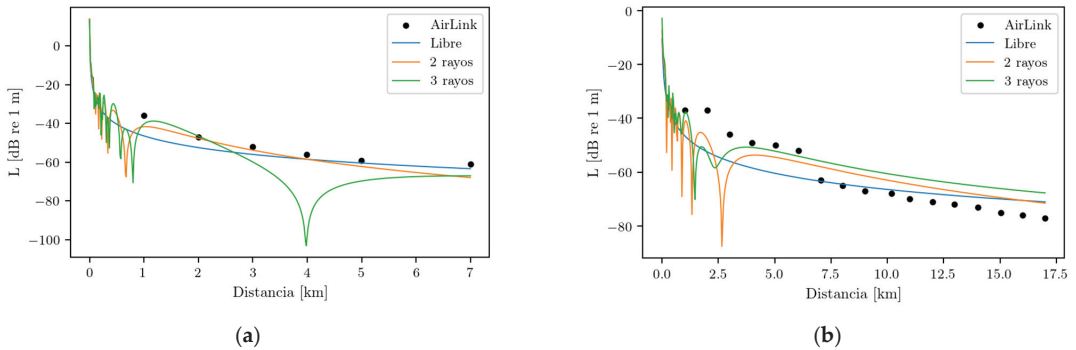 0
−20
−40
−60
−80
−100
L [dB re 1 m]
0 1 2 3 4 5 6 7
Distancia [km]
AirLink
Libre
2 rayos
3 rayos
(a)
0
−20
−40
−60
−80
L [dB re 1 m]
0.0 2.5 5.0 7.5 10.0 12.5 15.0 17.5
Distancia [km]
AirLink
Libre
2 rayos
3 rayos
(b)